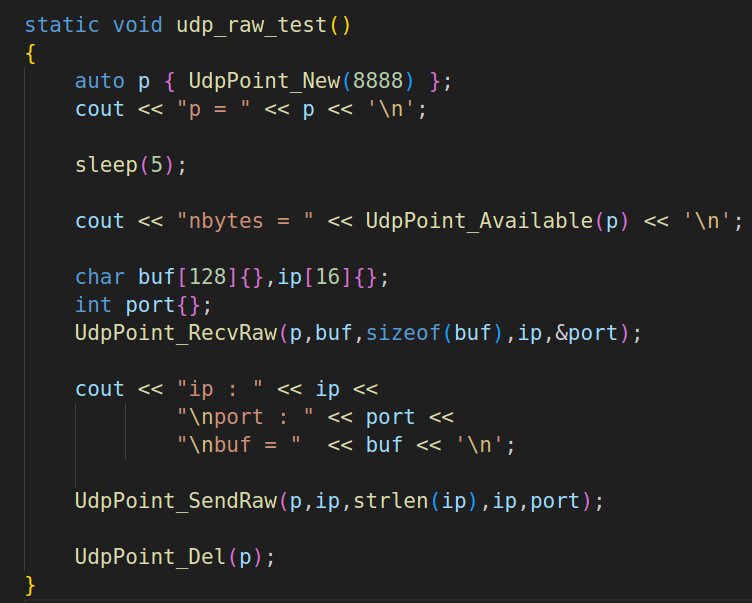 static void udp_raw_test()
{
    auto p { UdpPoint_New(8888) };
    cout << "p = " << p << '\n';

    sleep(5);

    cout << "nbytes = " << UdpPoint_Available(p) << '\n';

    char buf[128]{},ip[16]{};
    int port{};
    UdpPoint_RecvRaw(p,buf,sizeof(buf),ip,&port);

    cout << "ip : " << ip <<
            "\nport : " << port <<
            "\nbuf = "  << buf << '\n';

    UdpPoint_SendRaw(p,ip,strlen(ip),ip,port);

    UdpPoint_Del(p);
}